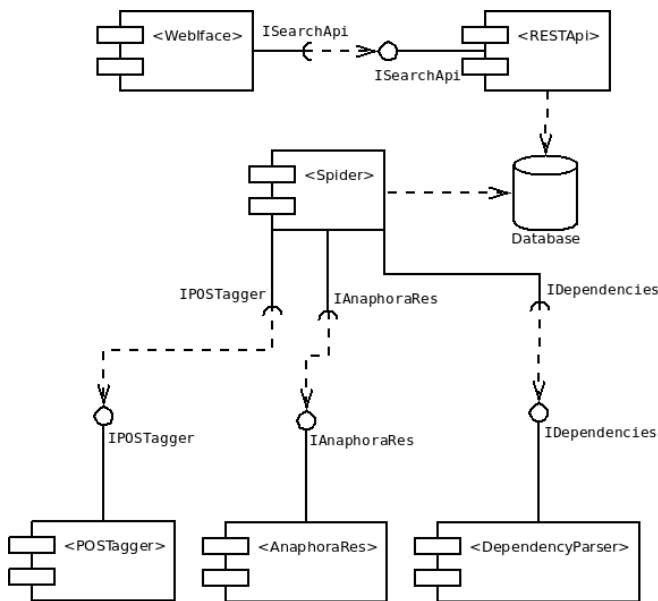 ISearchApi
<WebIface>
<RESTApi>
ISearchApi
<Spider>
Database
IPOSTagger
IAnaphoraRes
IDependencies
IPOSTagger
IAnaphoraRes
IDependencies
<POSTagger>
<AnaphoraRes>
<DependencyParser>